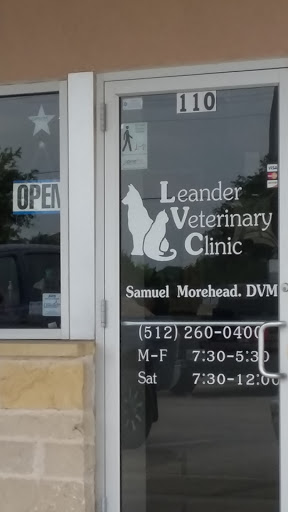 110
OPEN
Leander
Veterinary
Clinic
Samuel Morehead. DVM
(512) 260-0400
M-F 7:30-5:30
Sat 7:30-12:00